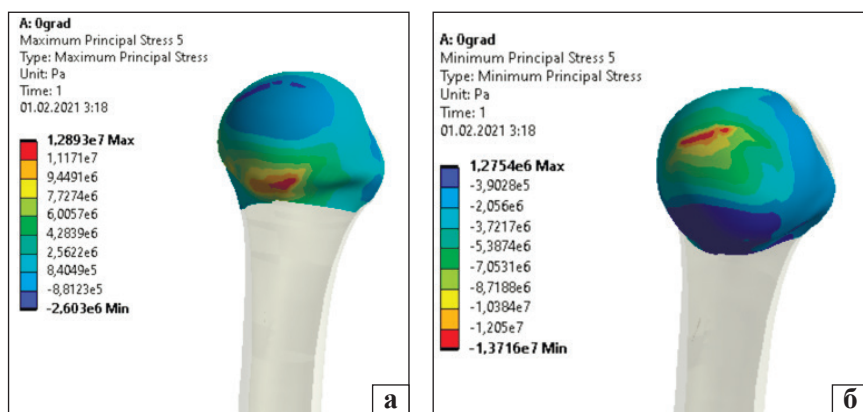 A: 0grad
Maximum Principal Stress 5
Type: Maximum Principal Stress
Unit: Pa
Time: 1
01.02.2021 3:18
1,2893e7 Max
1,1171e7
9,4491e6
7,7274e6
6,0057e6
4,2839e6
2,5622e6
8,4049e5
-8,8123e5
-2,603e6 Min
а
A: 0grad
Minimum Principal Stress 5
Type: Minimum Principal Stress
Unit: Pa
Time: 1
01.02.2021 3:18
1,2754e6 Max
-3,9028e5
-2,056e6
-3,7217e6
-5,3874e6
-7,0531e6
-8,7188e6
-1,0384e7
-1,205e7
-1,3716e7 Min
б